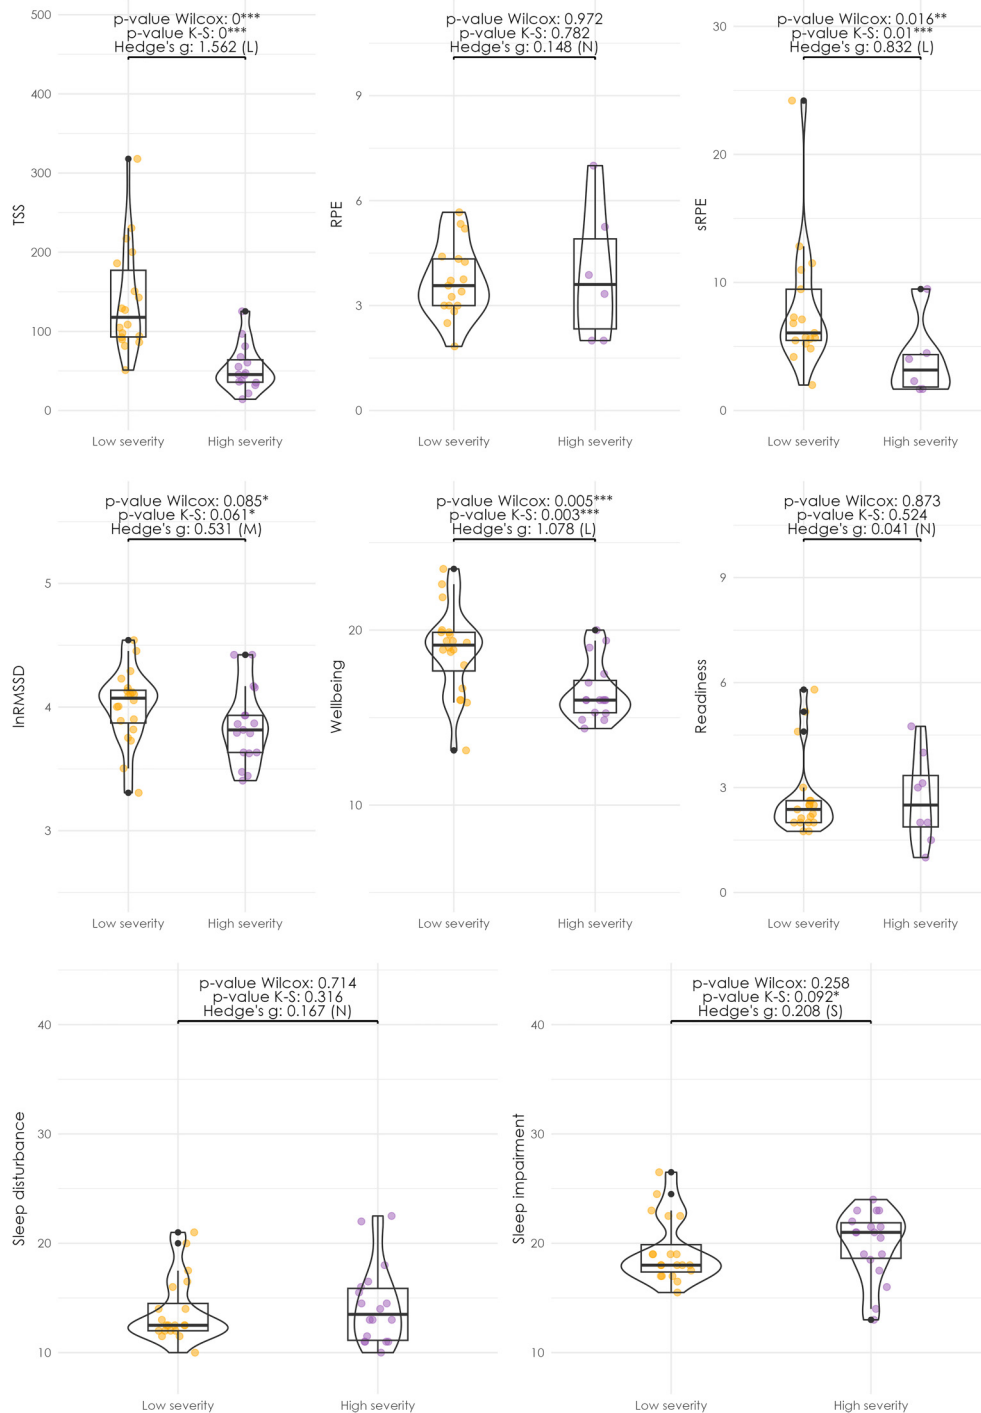 p-value Wilcox: 0***
p-value K-S: 0***
Hedge's g: 1.562 (L)
500
400
300
200
100
0
TSS
Low severity
High severity
p-value Wilcox: 0.972
p-value K-S: 0.782
Hedge's g: 0.148 (N)
9
6
3
0
RPE
Low severity
High severity
p-value Wilcox: 0.016**
p-value K-S: 0.01***
Hedge's g: 0.832 (L)
30
20
10
0
sRPE
Low severity
High severity
p-value Wilcox: 0.085*
p-value K-S: 0.061*
Hedge's g: 0.531 (M)
5
4
3
lnRMSSD
Low severity
High severity
p-value Wilcox: 0.005***
p-value K-S: 0.003***
Hedge's g: 1.078 (L)
20
10
Wellbeing
Low severity
High severity
p-value Wilcox: 0.873
p-value K-S: 0.524
Hedge's g: 0.041 (N)
9
6
3
0
Readiness
Low severity
High severity
p-value Wilcox: 0.714
p-value K-S: 0.316
Hedge's g: 0.167 (N)
40
30
20
10
Sleep disturbance
Low severity
High severity
p-value Wilcox: 0.258
p-value K-S: 0.092*
Hedge's g: 0.208 (S)
40
30
20
10
Sleep impairment
Low severity
High severity